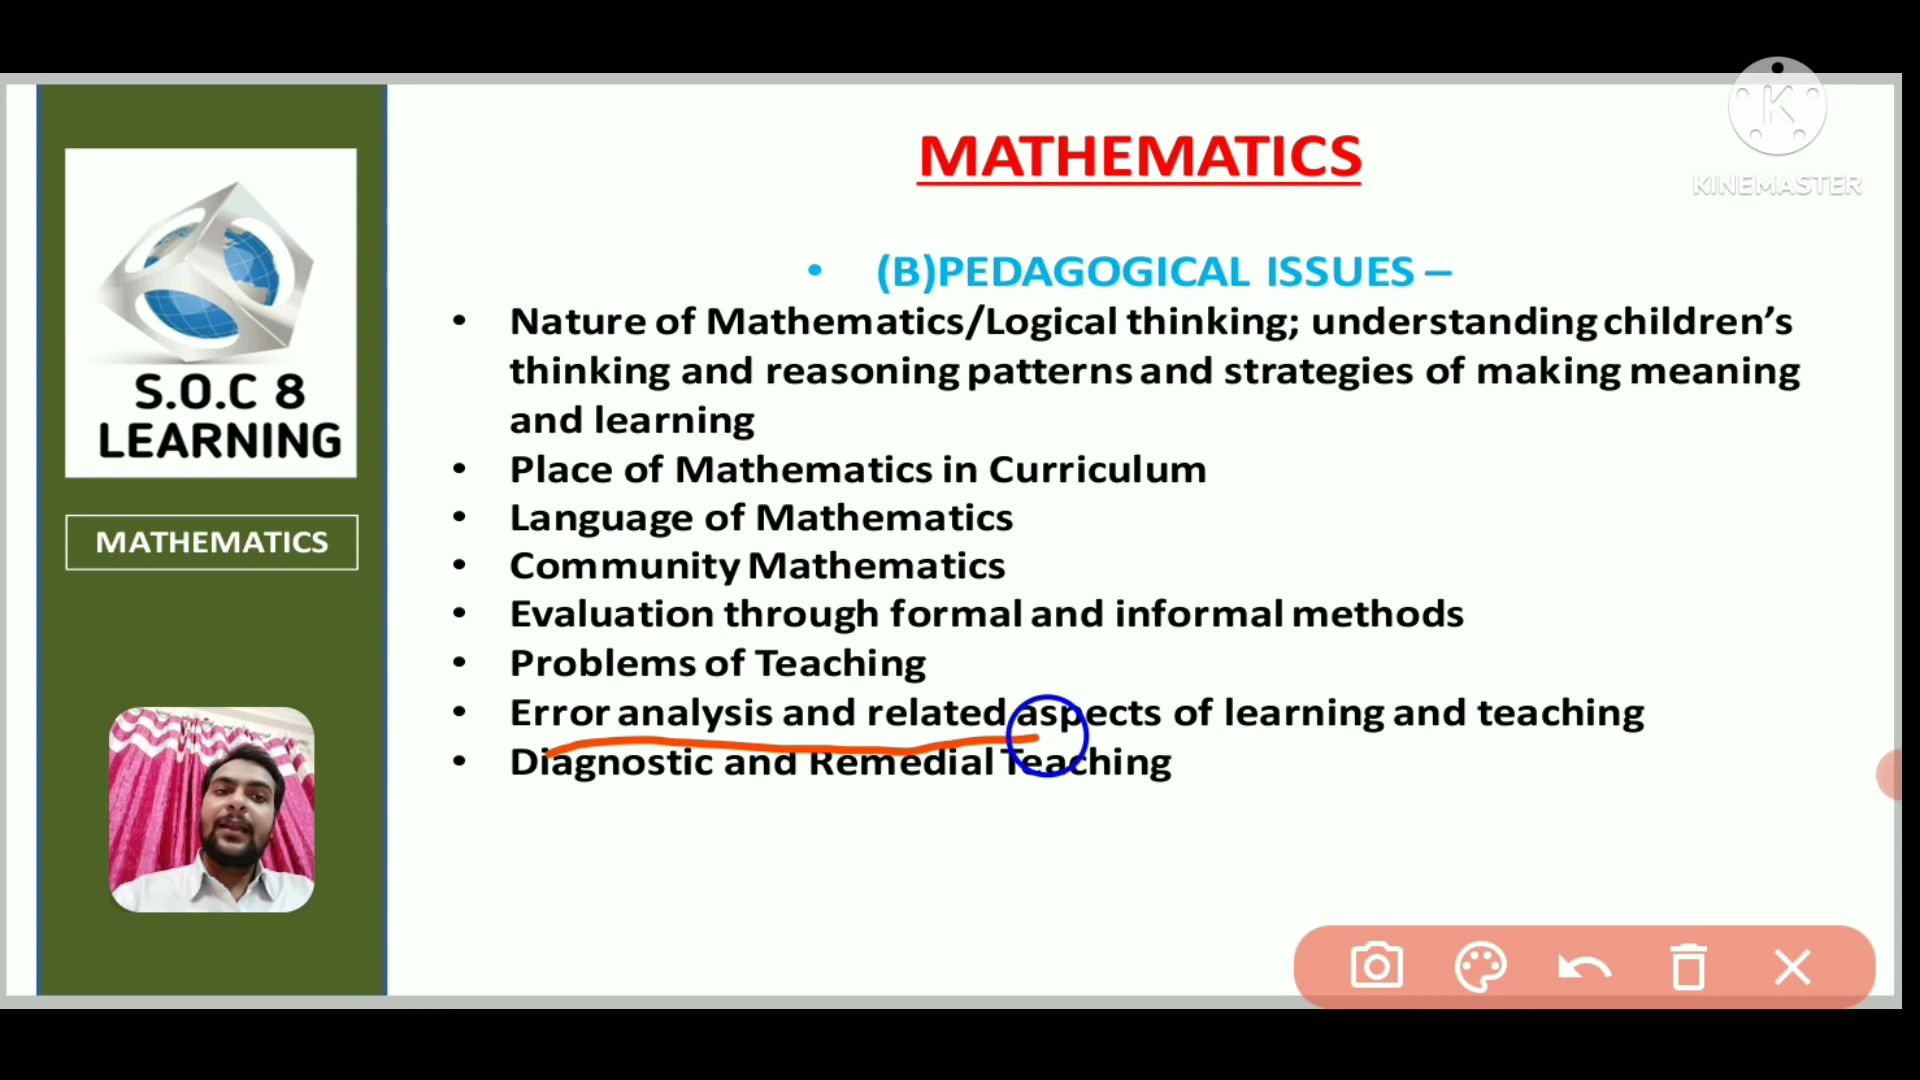 MATHEMATICS
K
KINEMASTER
• (B)PEDAGOGICAL ISSUES –
• Nature of Mathematics/Logical thinking; understanding children’s
thinking and reasoning patterns and strategies of making meaning
and learning
• Place of Mathematics in Curriculum
• Language of Mathematics
• Community Mathematics
• Evaluation through formal and informal methods
• Problems of Teaching
• Error analysis and related aspects of learning and teaching
• Diagnostic and Remedial Teaching
S.O.C 8
LEARNING
MATHEMATICS